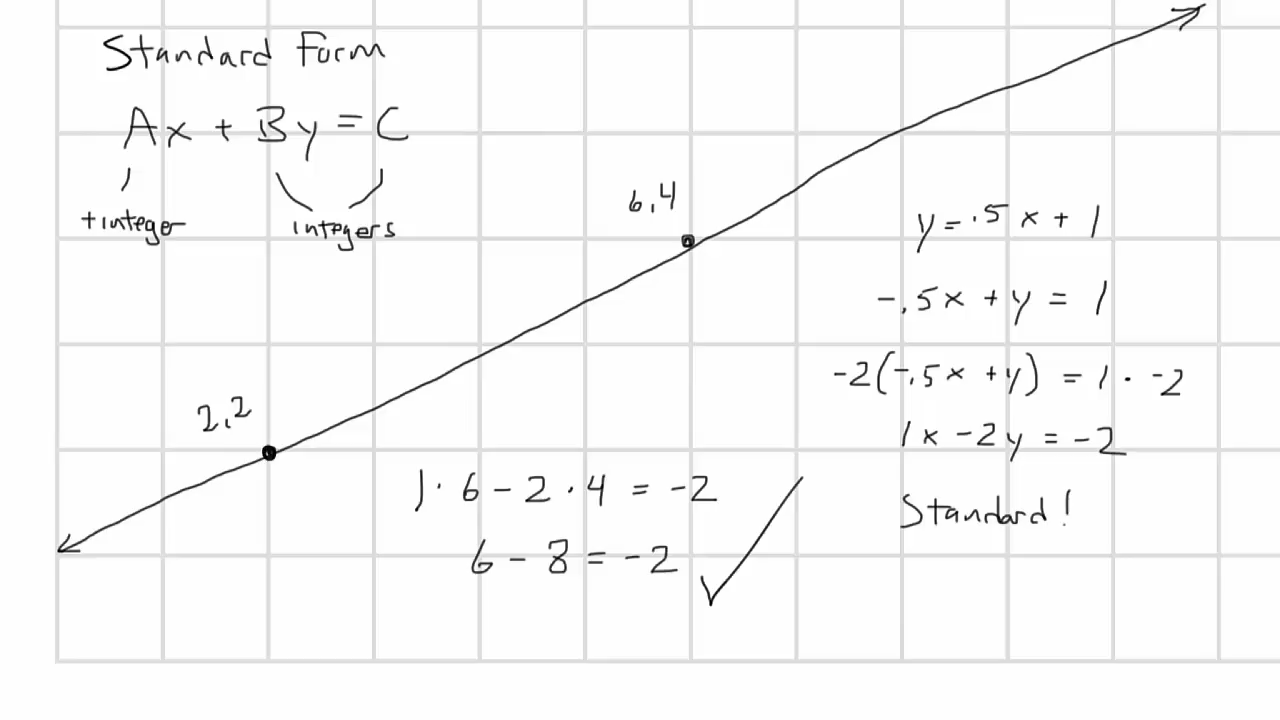 Standard Form
Ax + By = C
+integer integers
6,4
y = .5x + 1
-.5x + y = 1
-2(-.5x + y) = 1 · -2
2,2
1x - 2y = -2
1 · 6 - 2 · 4 = -2
Standard!
6 - 8 = -2